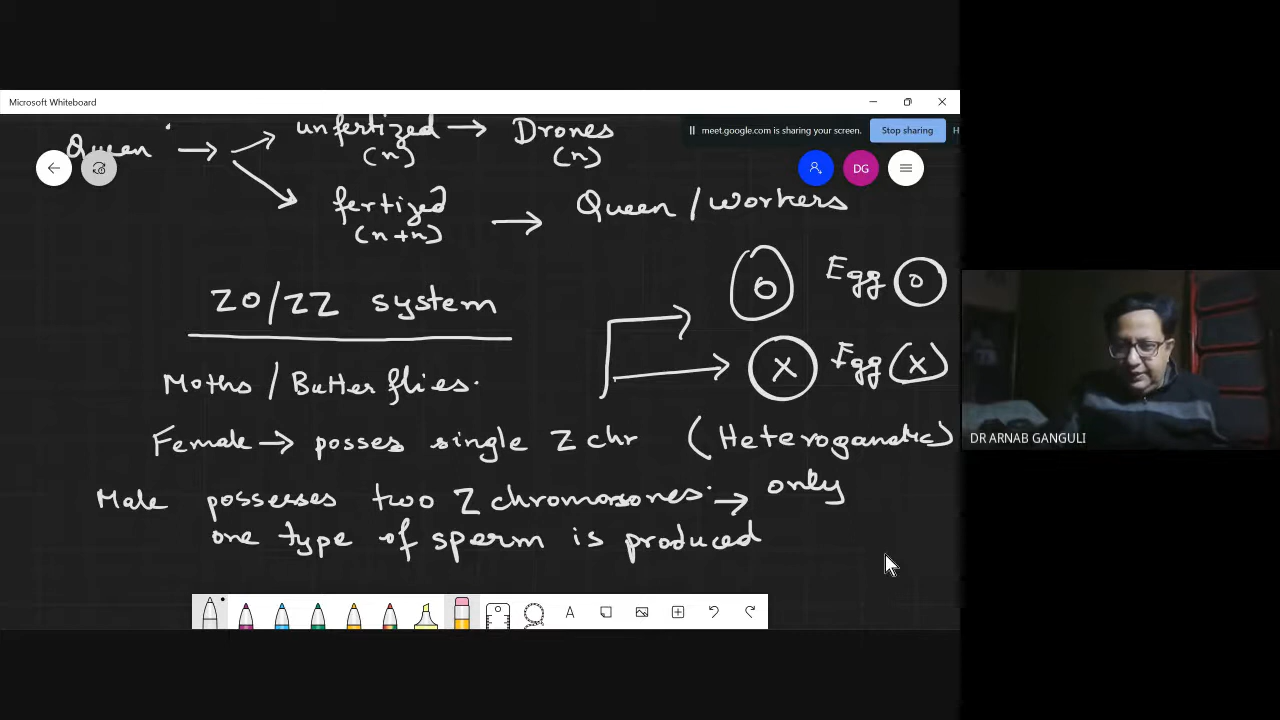 Microsoft Whiteboard
meet.google.com is sharing your screen.
Stop sharing
H
DG
Queen → unfertized → Drones
(n) (n)
fertized → Queen / workers
(n+n)
ZO/ZZ system
O Egg O
X Egg X
Moths / Butterflies.
Female → posses single Z chr (Heterogametic)
Male possesses two Z chromosones. → only
one type of sperm is produced
A
DR ARNAB GANGULI